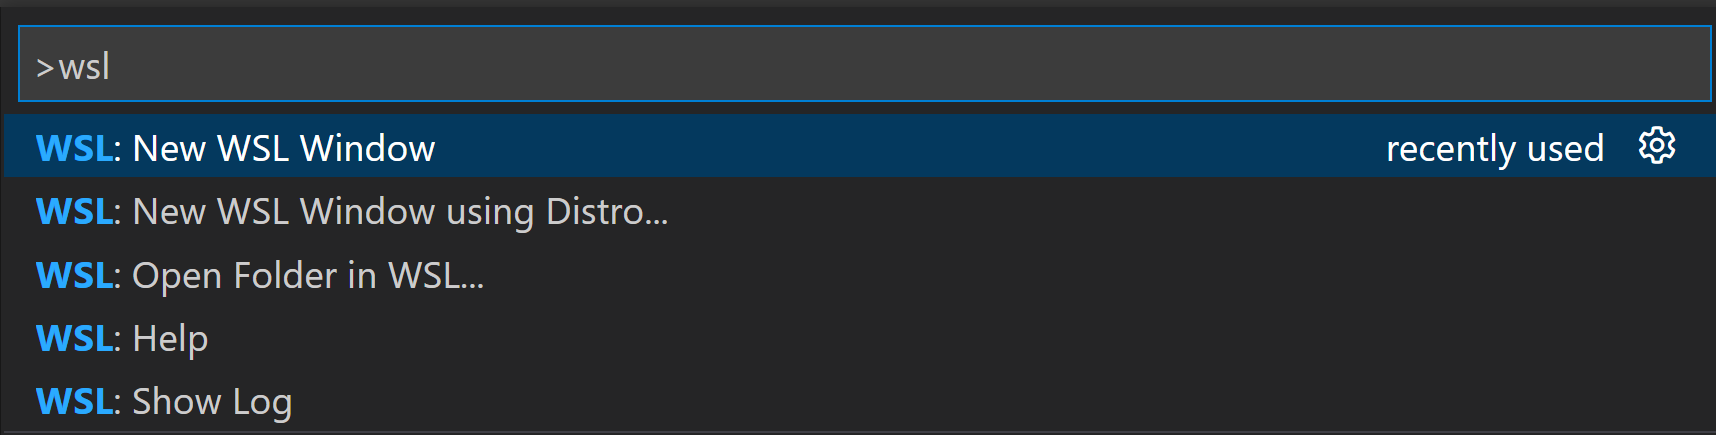 >wsl
WSL: New WSL Window recently used
WSL: New WSL Window using Distro...
WSL: Open Folder in WSL...
WSL: Help
WSL: Show Log